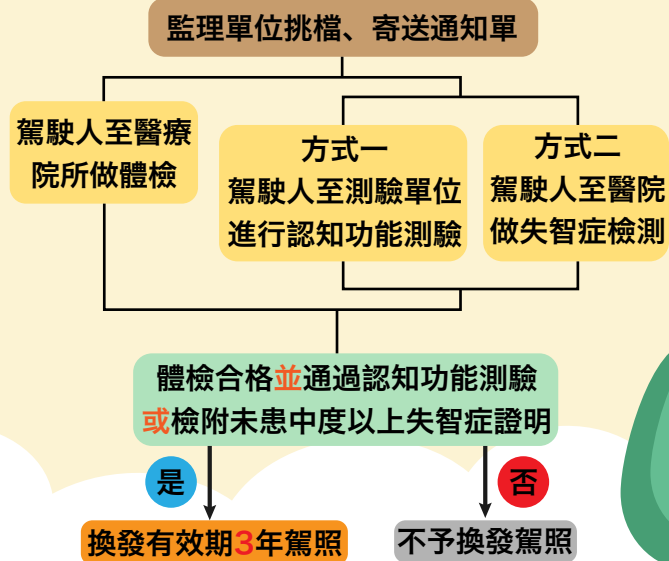 監理單位挑檔、寄送通知單
駕駛人至醫療
院所做體檢
方式一
駕駛人至測驗單位
進行認知功能測驗
方式二
駕駛人至醫院
做失智症檢測
體檢合格並通過認知功能測驗
或檢附未患中度以上失智症證明
是
否
換發有效期3年駕照
不予換發駕照